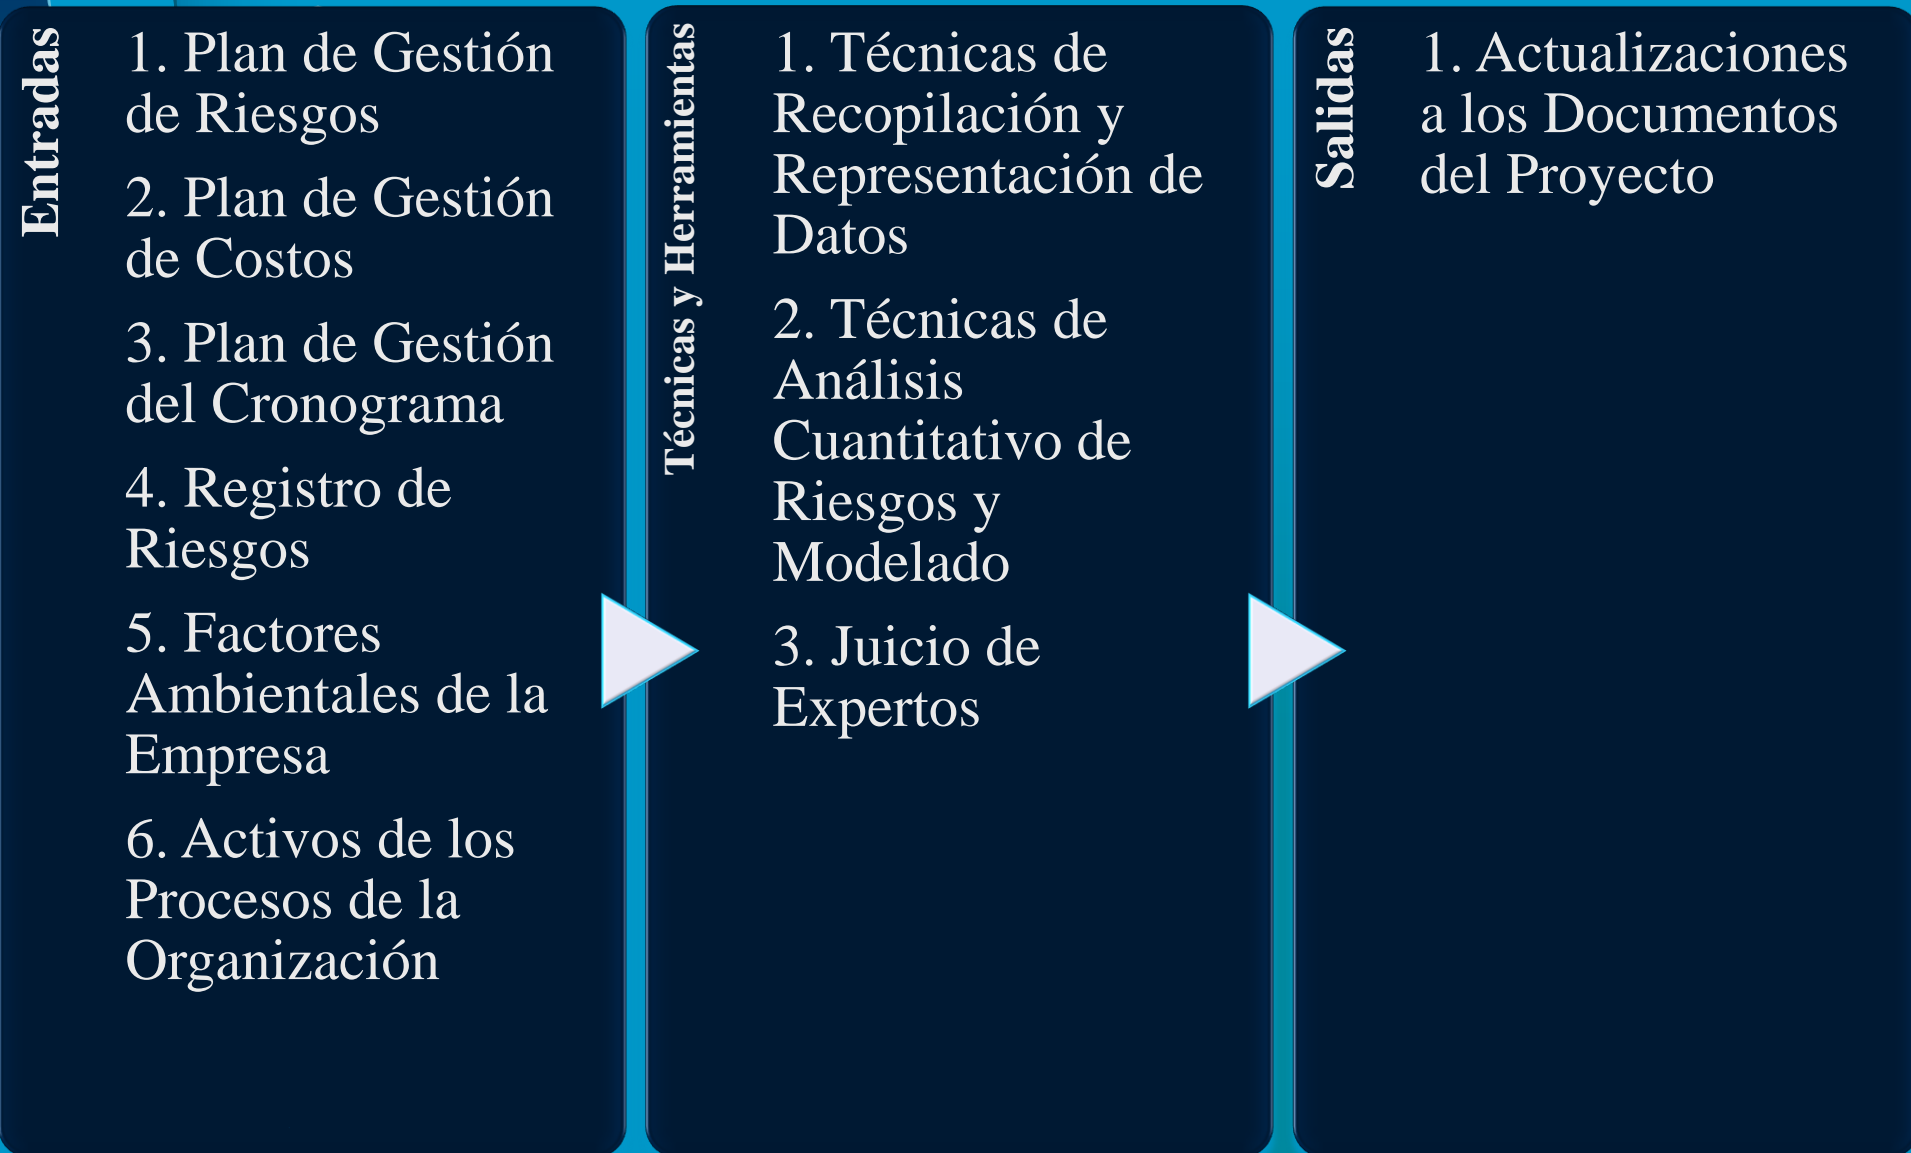 Entradas
1. Plan de Gestión
de Riesgos
2. Plan de Gestión
de Costos
3. Plan de Gestión
del Cronograma
4. Registro de
Riesgos
5. Factores
Ambientales de la
Empresa
6. Activos de los
Procesos de la
Organización
Técnicas y Herramientas
1. Técnicas de
Recopilación y
Representación de
Datos
2. Técnicas de
Análisis
Cuantitativo de
Riesgos y
Modelado
3. Juicio de
Expertos
Salidas
1. Actualizaciones
a los Documentos
del Proyecto